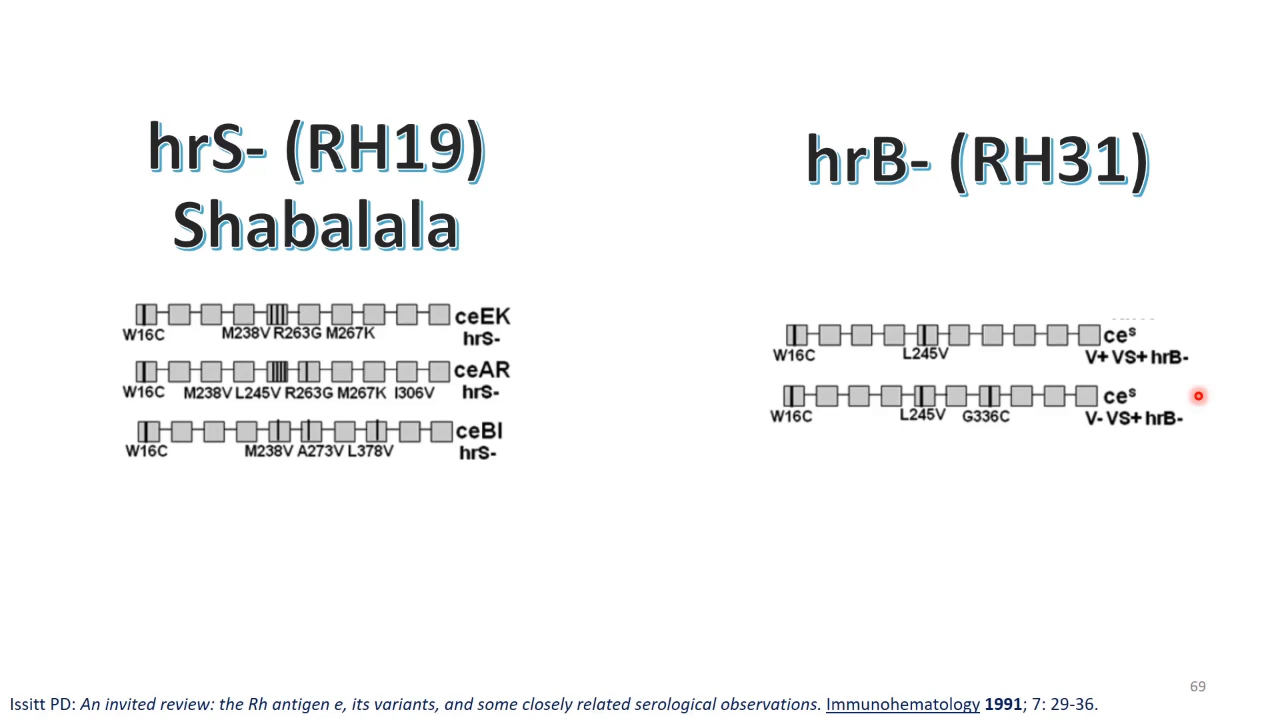 hrS- (RH19)
Shabalala
W16C M238V R263G M267K ceEK
hrS-
W16C M238V L245V R263G M267K I306V ceAR
hrS-
W16C M238V A273V L378V ceBI
hrS-
hrB- (RH31)
W16C L245V ceˢ
V+ VS+ hrB-
W16C L245V G336C ceˢ
V- VS+ hrB-
69
Issitt PD: An invited review: the Rh antigen e, its variants, and some closely related serological observations. Immunohematology 1991; 7: 29-36.